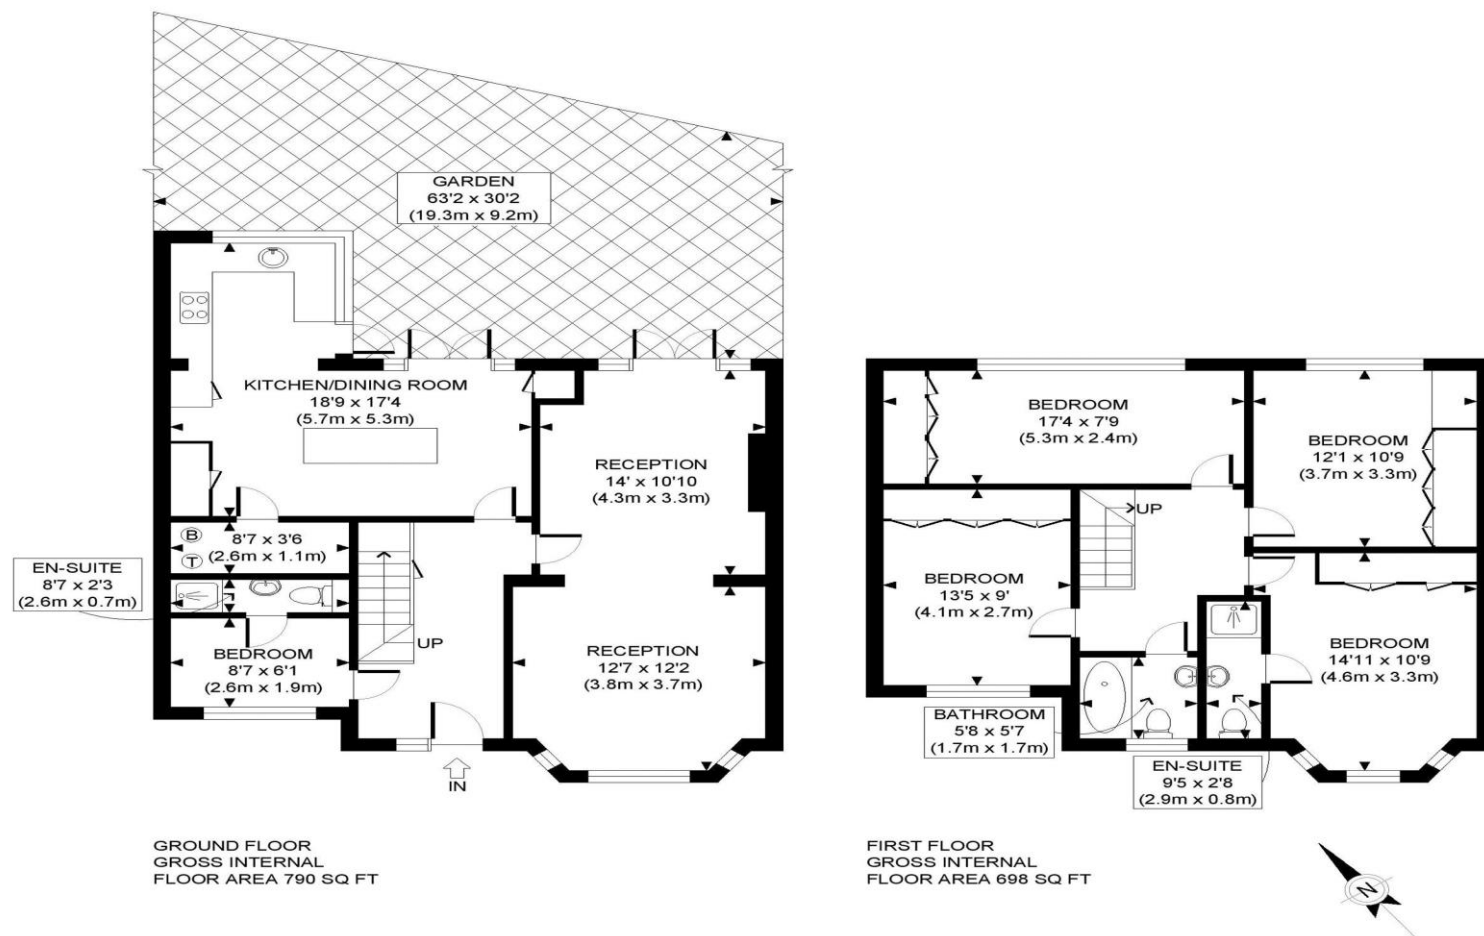 GARDEN
63'2 x 30'2
(19.3m x 9.2m)
KITCHEN/DINING ROOM
18'9 x 17'4
(5.7m x 5.3m)
RECEPTION
14' x 10'10
(4.3m x 3.3m)
B
T
8'7 x 3'6
(2.6m x 1.1m)
EN-SUITE
8'7 x 2'3
(2.6m x 0.7m)
BEDROOM
8'7 x 6'1
(2.6m x 1.9m)
UP
RECEPTION
12'7 x 12'2
(3.8m x 3.7m)
IN
GROUND FLOOR
GROSS INTERNAL
FLOOR AREA 790 SQ FT
BEDROOM
17'4 x 7'9
(5.3m x 2.4m)
BEDROOM
12'1 x 10'9
(3.7m x 3.3m)
UP
BEDROOM
13'5 x 9'
(4.1m x 2.7m)
BEDROOM
14'11 x 10'9
(4.6m x 3.3m)
BATHROOM
5'8 x 5'7
(1.7m x 1.7m)
EN-SUITE
9'5 x 2'8
(2.9m x 0.8m)
FIRST FLOOR
GROSS INTERNAL
FLOOR AREA 698 SQ FT
N